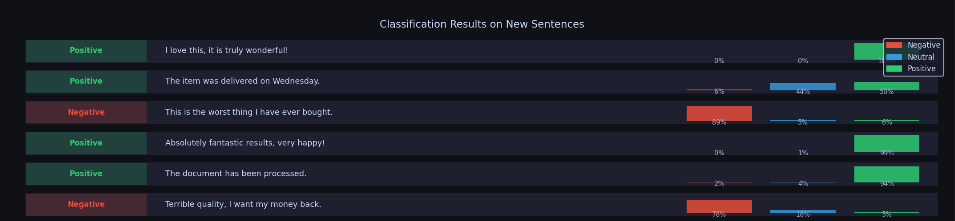 Classification Results on New Sentences
Positive I love this, it is truly wonderful! 0% 0%
Negative
Neutral
Positive
Positive The item was delivered on Wednesday. 6% 44% 50%
Negative This is the worst thing I have ever bought. 89% 5% 6%
Positive Absolutely fantastic results, very happy! 0% 1% 99%
Positive The document has been processed. 2% 4% 94%
Negative Terrible quality, I want my money back. 78% 18% 5%